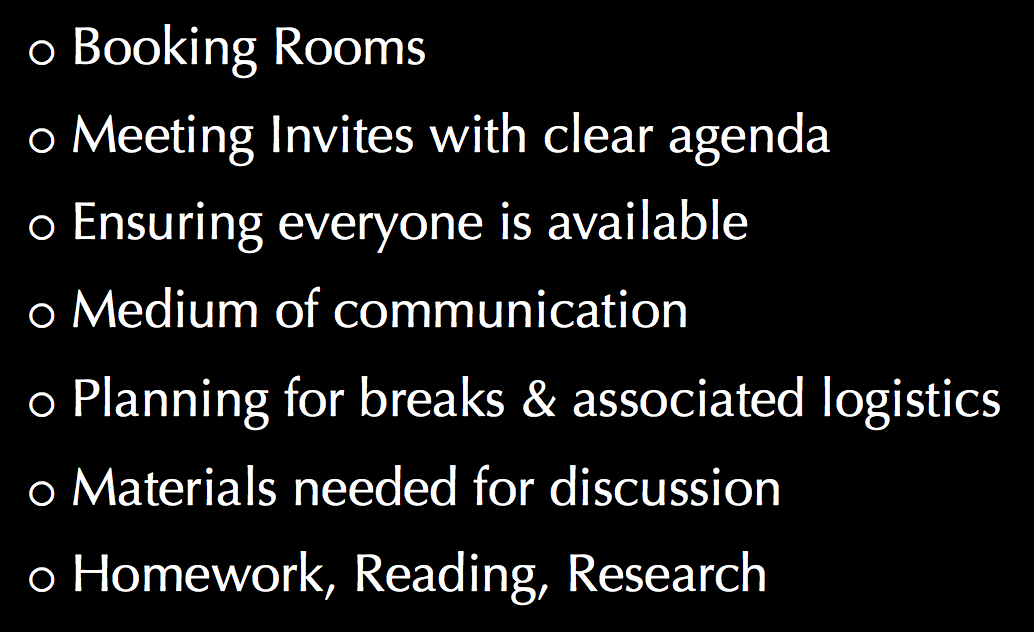 ○ Booking Rooms
○ Meeting Invites with clear agenda
○ Ensuring everyone is available
○ Medium of communication
○ Planning for breaks & associated logistics
○ Materials needed for discussion
○ Homework, Reading, Research